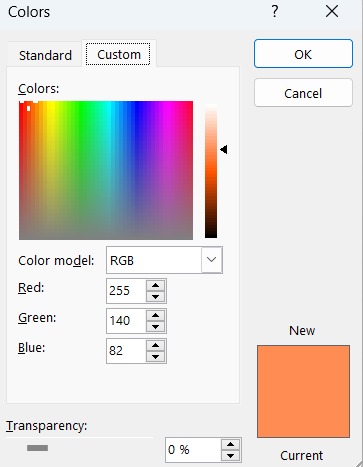 Colors ? ×
Standard Custom OK
Cancel
Colors:
Color model: RGB
Red: 255
Green: 140
Blue: 82
New
Transparency:
0 % Current